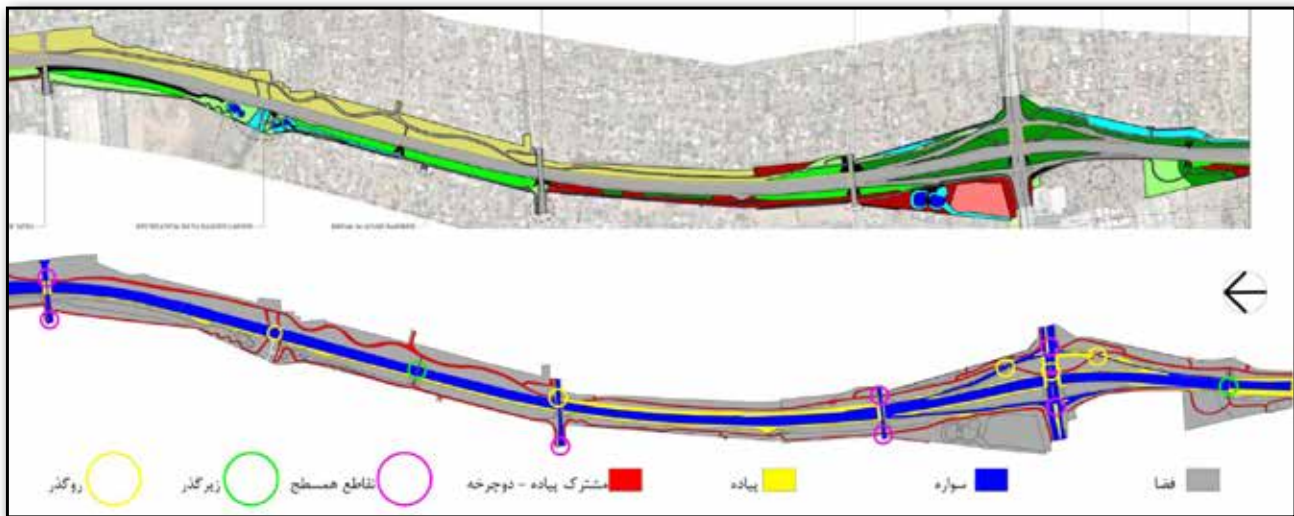 فضا
سواره
پیاده
مشترک پیاده - دوچرخه
تقاطع همسطح
زیرگذر
روگذر